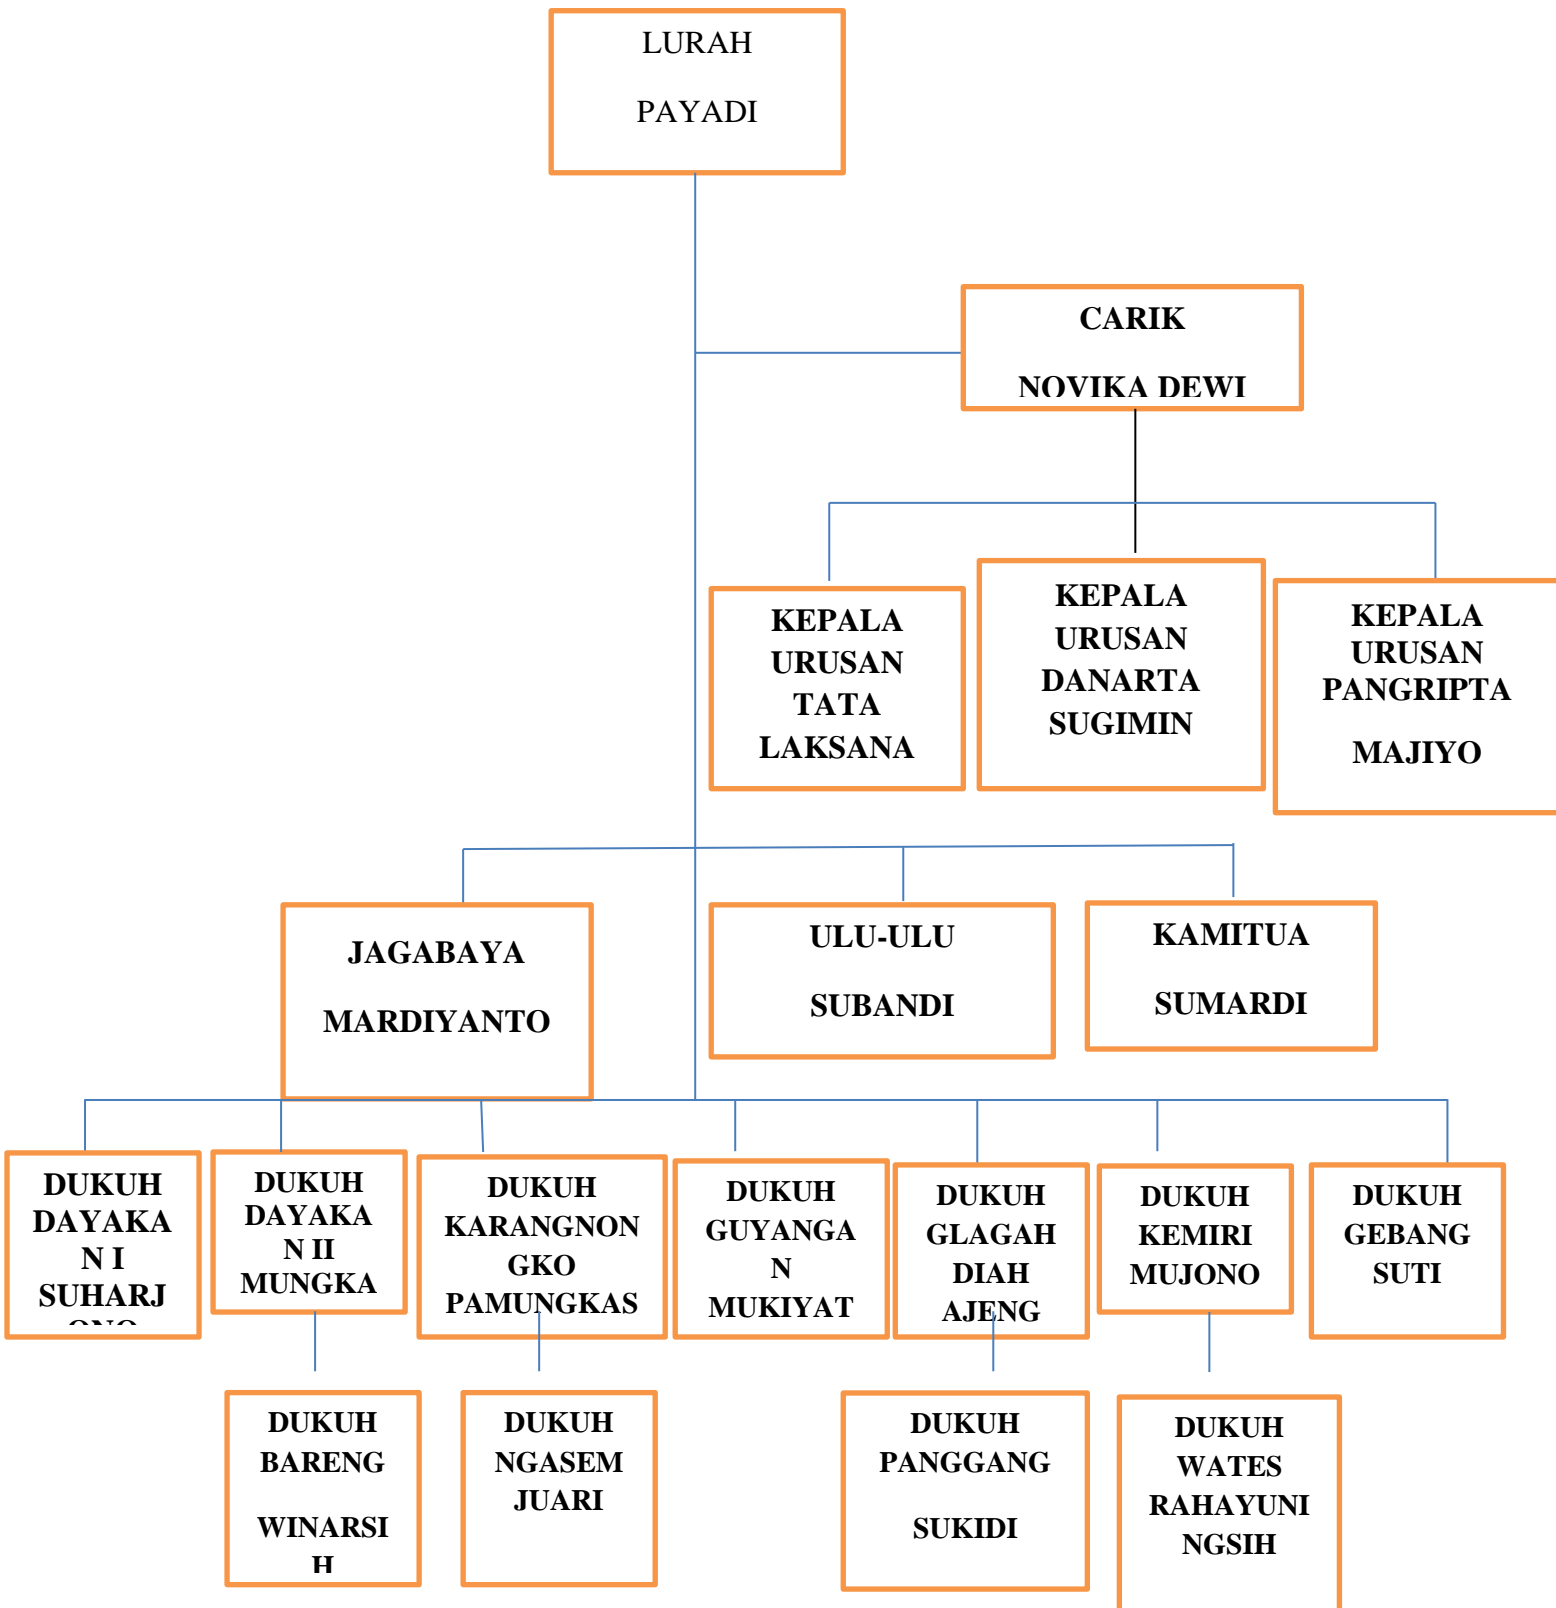 LURAH
PAYADI
CARIK
NOVIKA DEWI
KEPALA
URUSAN
TATA
LAKSANA
KEPALA
URUSAN
DANARTA
SUGIMIN
KEPALA
URUSAN
PANGRIPTA
MAJIYO
JAGABAYA
MARDIYANTO
ULU-ULU
SUBANDI
KAMITUA
SUMARDI
DUKUH
DAYAKA
N I
SUHARJ
ONO
DUKUH
DAYAKA
N II
MUNGKA
DUKUH
KARANGNON
GKO
PAMUNGKAS
DUKUH
GUYANGA
N
MUKIYAT
DUKUH
GLAGAH
DIAH
AJENG
DUKUH
KEMIRI
MUJONO
DUKUH
GEBANG
SUTI
DUKUH
BARENG
WINARSI
H
DUKUH
NGASEM
JUARI
DUKUH
PANGGANG
SUKIDI
DUKUH
WATES
RAHAYUNI
NGSIH